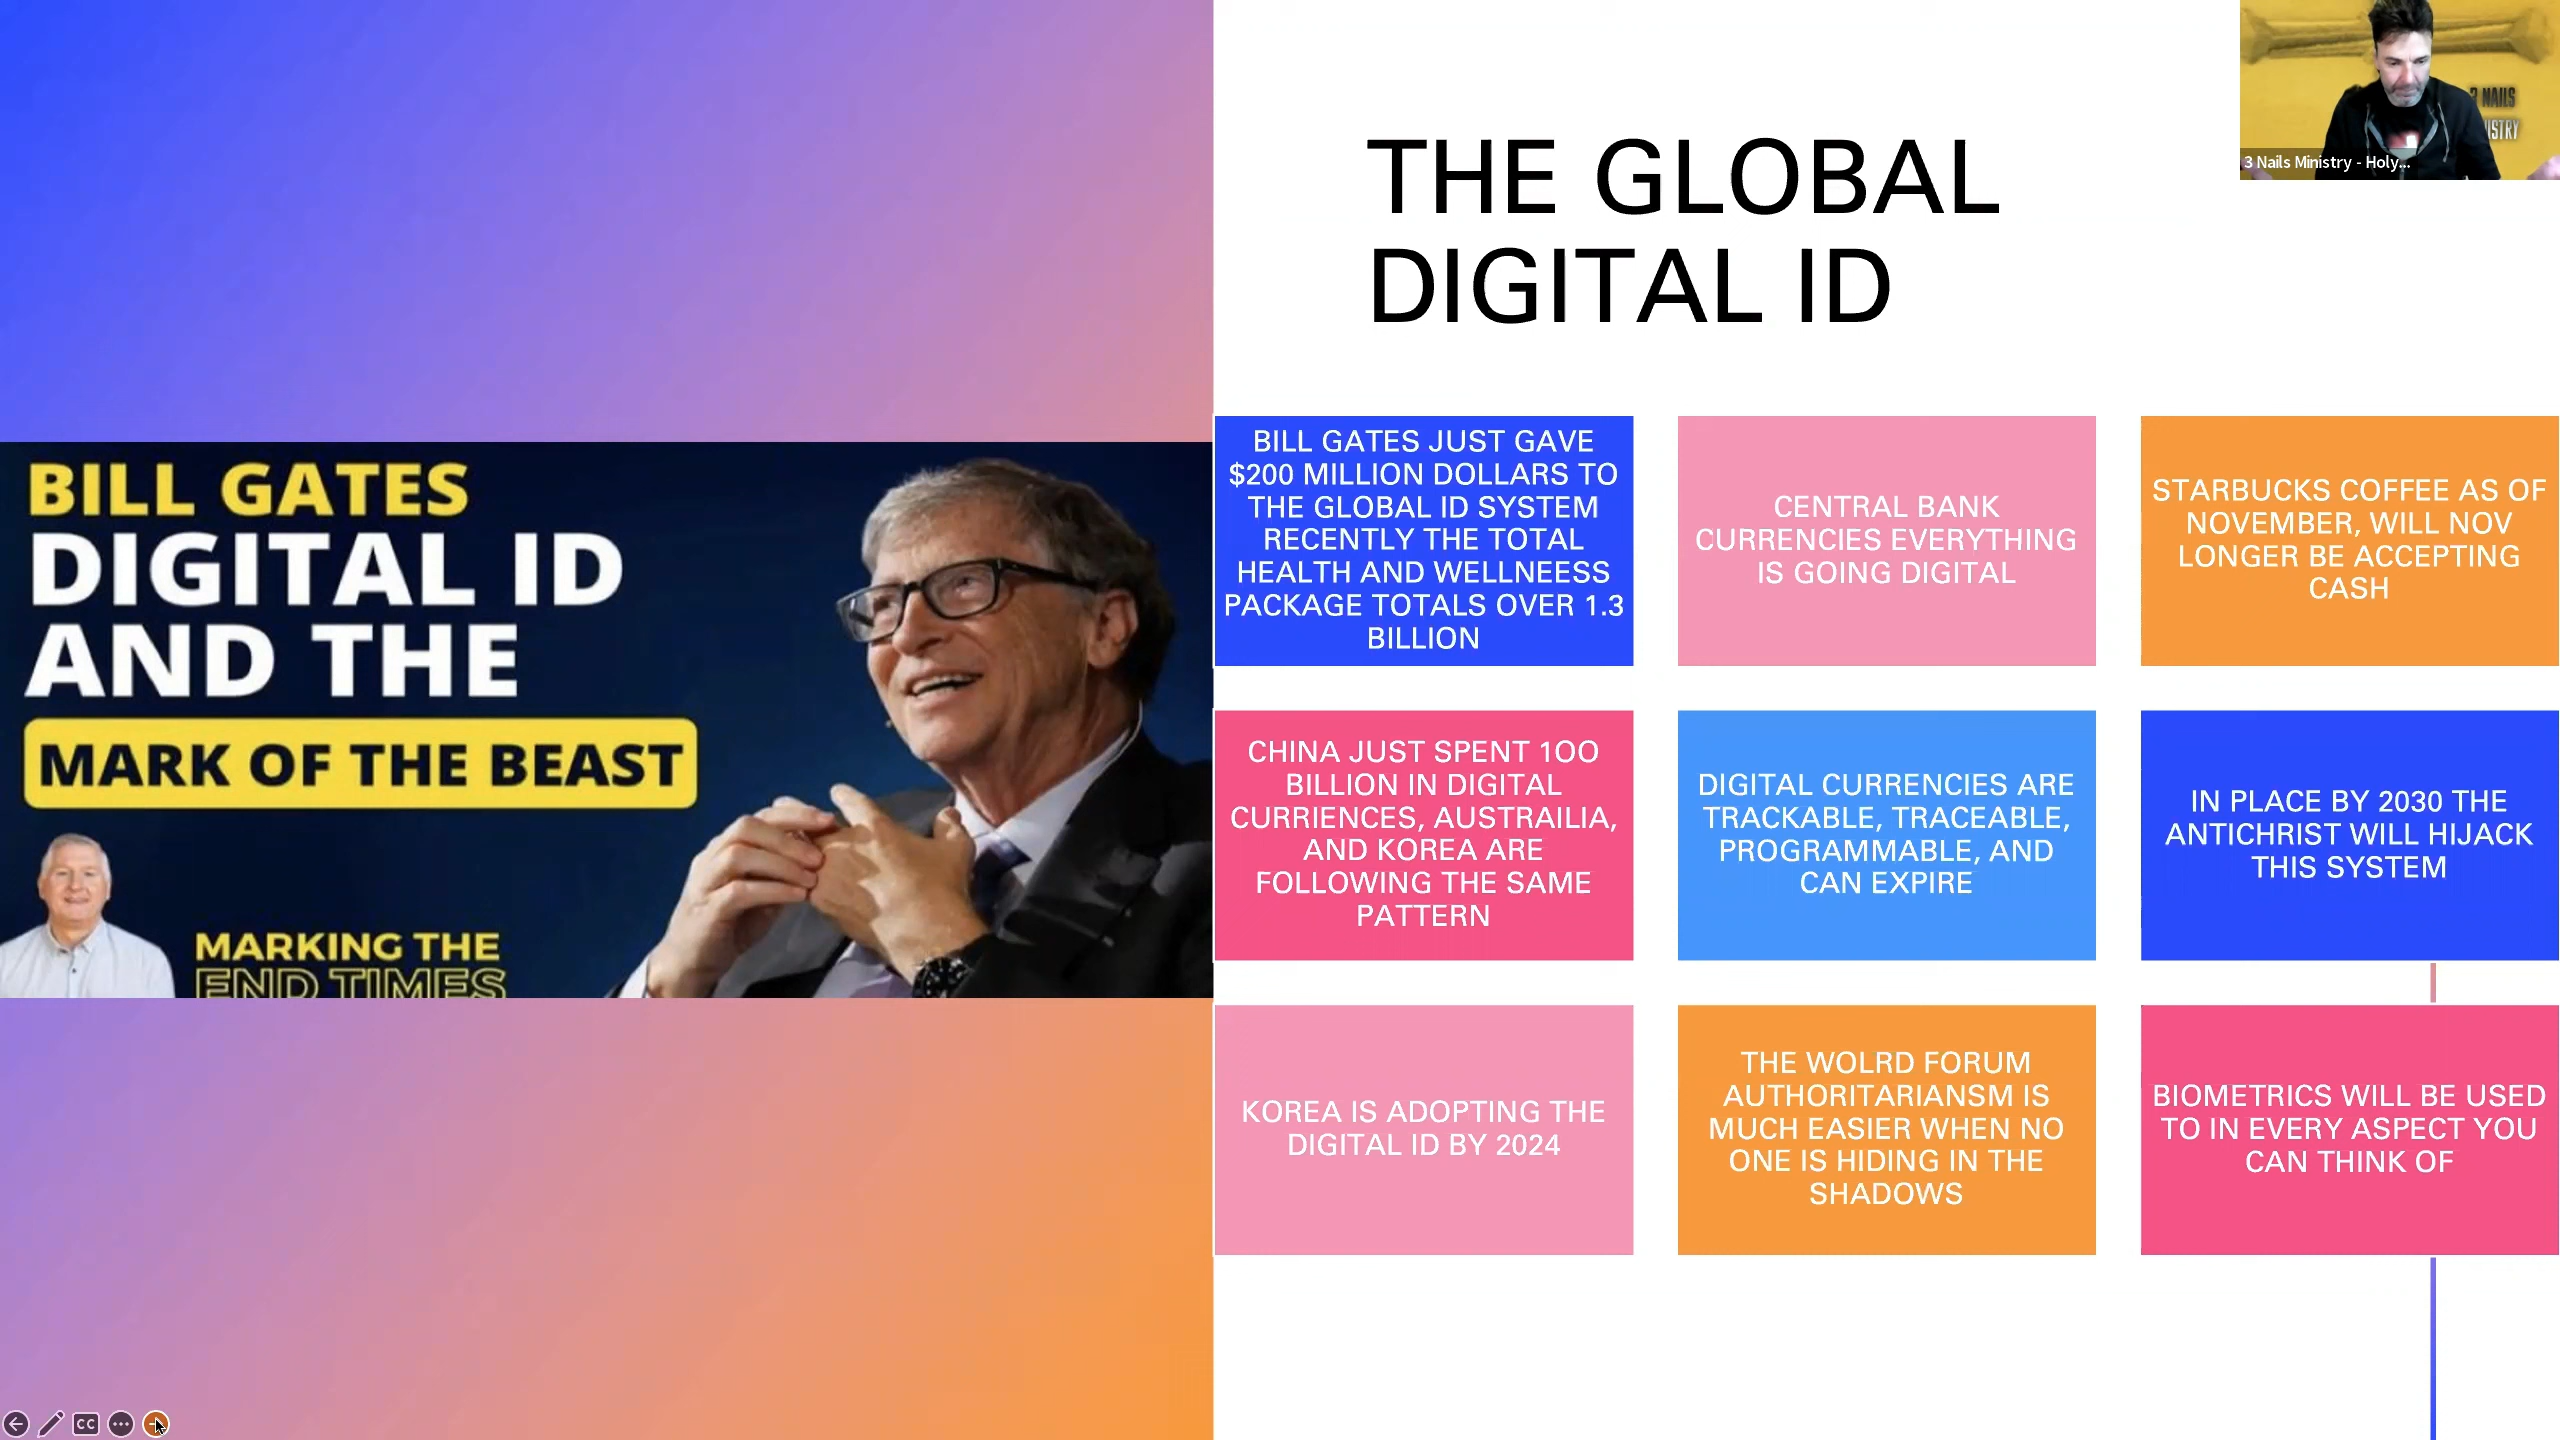 3 NAILS
ISTRY
3 Nails Ministry - Holy...
THE GLOBAL
DIGITAL ID
BILL GATES
DIGITAL ID
AND THE
MARK OF THE BEAST
MARKING THE
END TIMES
BILL GATES JUST GAVE
$200 MILLION DOLLARS TO
THE GLOBAL ID SYSTEM
RECENTLY THE TOTAL
HEALTH AND WELLNEESS
PACKAGE TOTALS OVER 1.3
BILLION
CENTRAL BANK
CURRENCIES EVERYTHING
IS GOING DIGITAL
STARBUCKS COFFEE AS OF
NOVEMBER, WILL NOV
LONGER BE ACCEPTING
CASH
CHINA JUST SPENT 1OO
BILLION IN DIGITAL
CURRIENCES, AUSTRAILIA,
AND KOREA ARE
FOLLOWING THE SAME
PATTERN
DIGITAL CURRENCIES ARE
TRACKABLE, TRACEABLE,
PROGRAMMABLE, AND
CAN EXPIRE
IN PLACE BY 2030 THE
ANTICHRIST WILL HIJACK
THIS SYSTEM
KOREA IS ADOPTING THE
DIGITAL ID BY 2024
THE WOLRD FORUM
AUTHORITARIANSM IS
MUCH EASIER WHEN NO
ONE IS HIDING IN THE
SHADOWS
BIOMETRICS WILL BE USED
TO IN EVERY ASPECT YOU
CAN THINK OF
CC